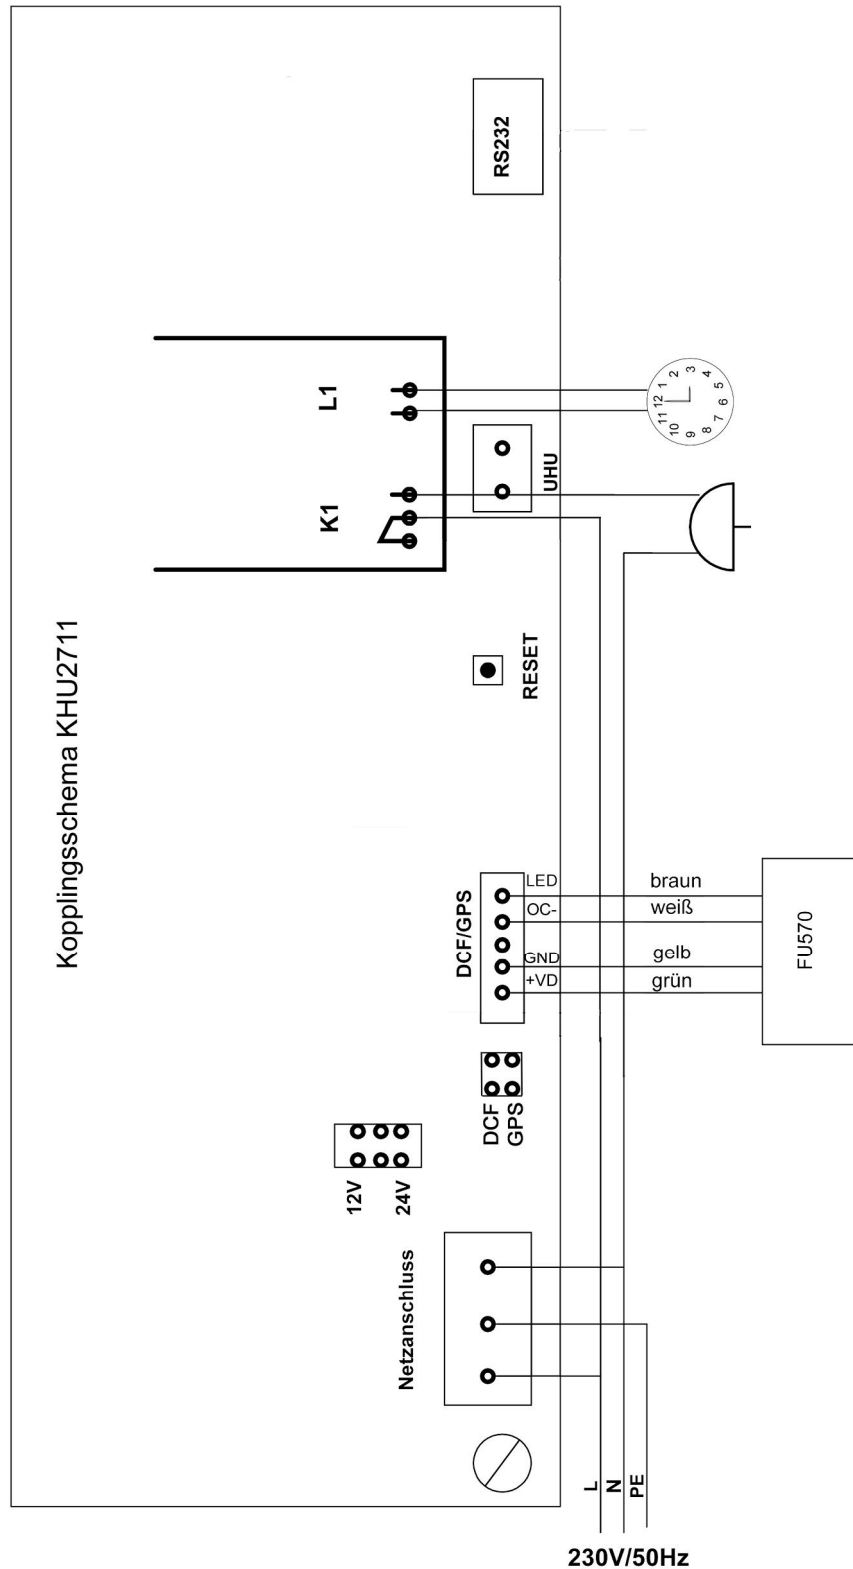 Kopplingsschema KHU2711
Netzanschluss
12V
24V
DCF
GPS
DCF/GPS
+VD
GND
OC-
LED
RESET
K1
L1
UHU
RS232
L
N
PE
230V/50Hz
grün
gelb
weiß
braun
FU570
12
1
2
3
4
5
6
7
8
9
10
11